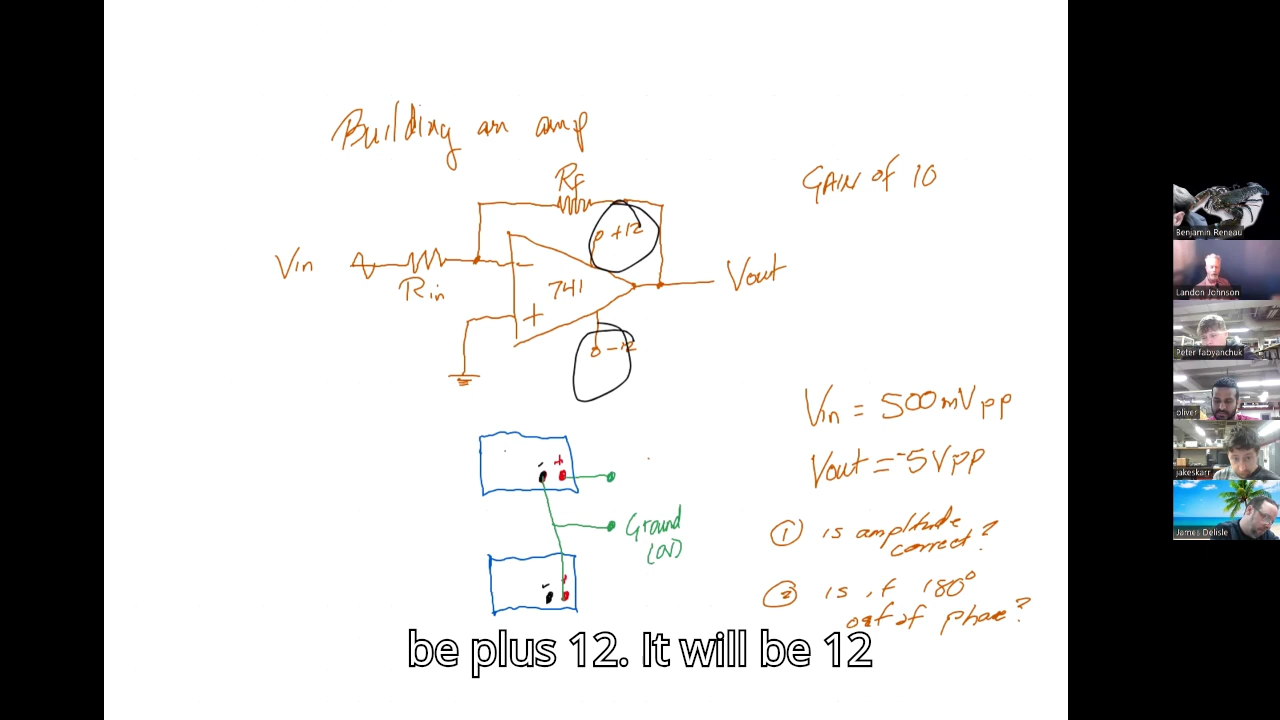 Building an amp
GAIN of 10
Rf
+12
Vin
Rin
-
741
+
Vout
-12
Vin = 500mVpp
Vout = -5Vpp
- +
Ground
(0V)
① is amplitude
correct?
- +
② is it 180°
out of phase?
be plus 12. It will be 12
Benjamin Reneau
Landon Johnson
Peter fabyanchuk
oliver
jakeskarr
James Delisle